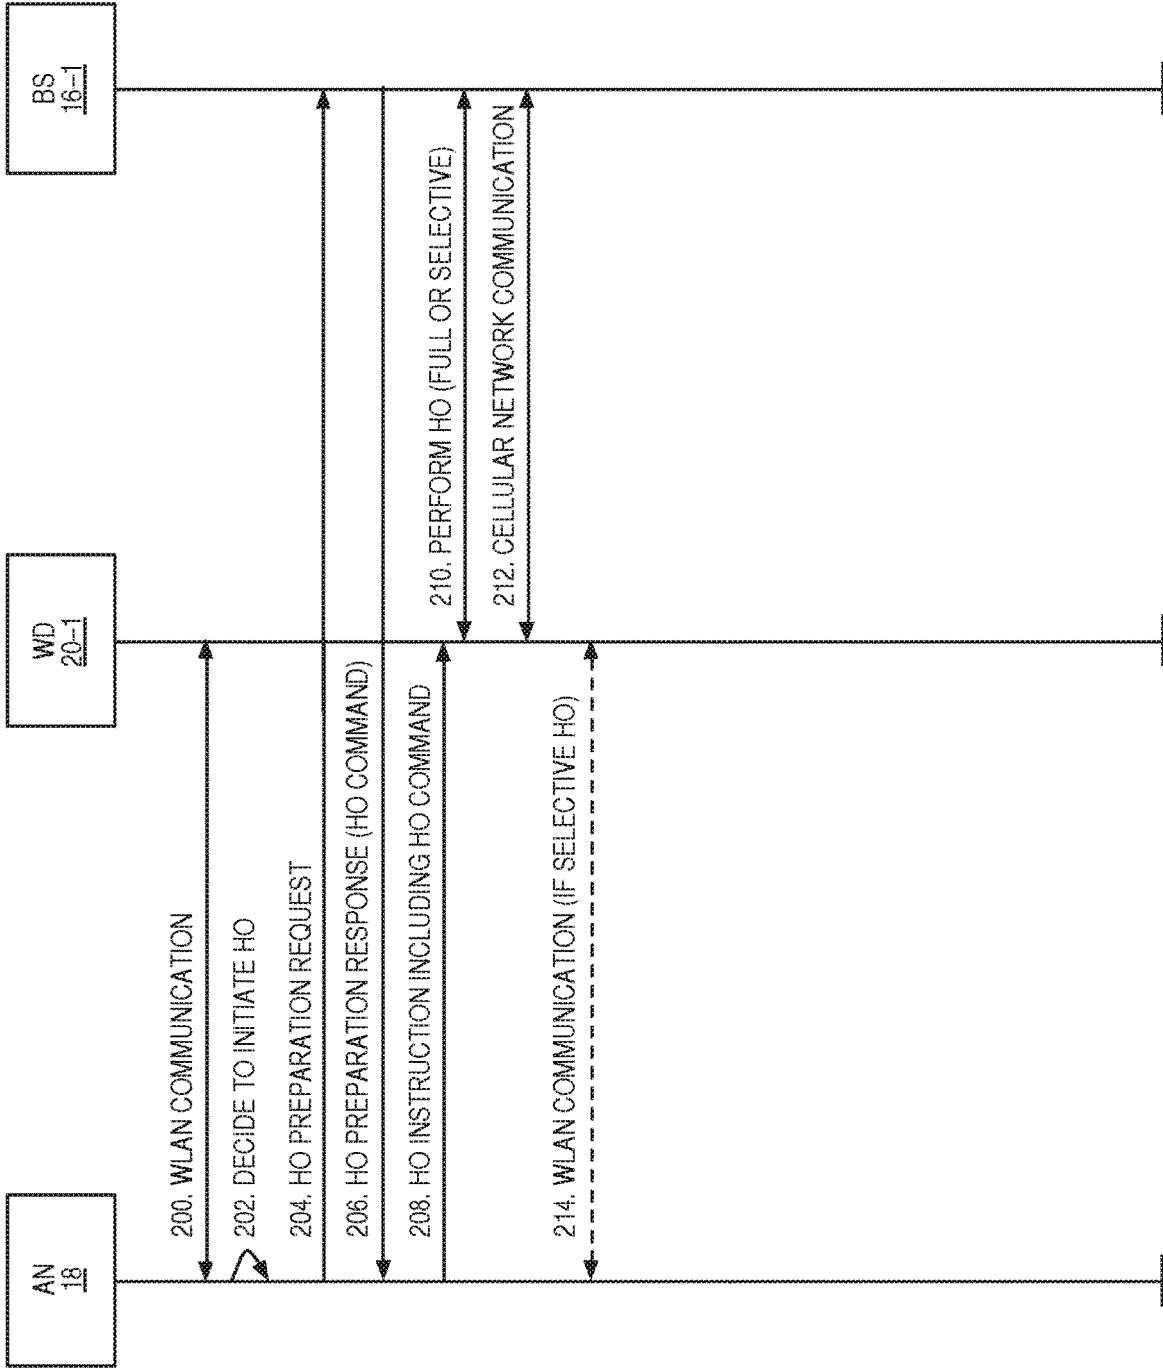 AN
18
WD
20-1
BS
16-1
200. WLAN COMMUNICATION
202. DECIDE TO INITIATE HO
204. HO PREPARATION REQUEST
206. HO PREPARATION RESPONSE (HO COMMAND)
208. HO INSTRUCTION INCLUDING HO COMMAND
210. PERFORM HO (FULL OR SELECTIVE)
212. CELLULAR NETWORK COMMUNICATION
214. WLAN COMMUNICATION (IF SELECTIVE HO)